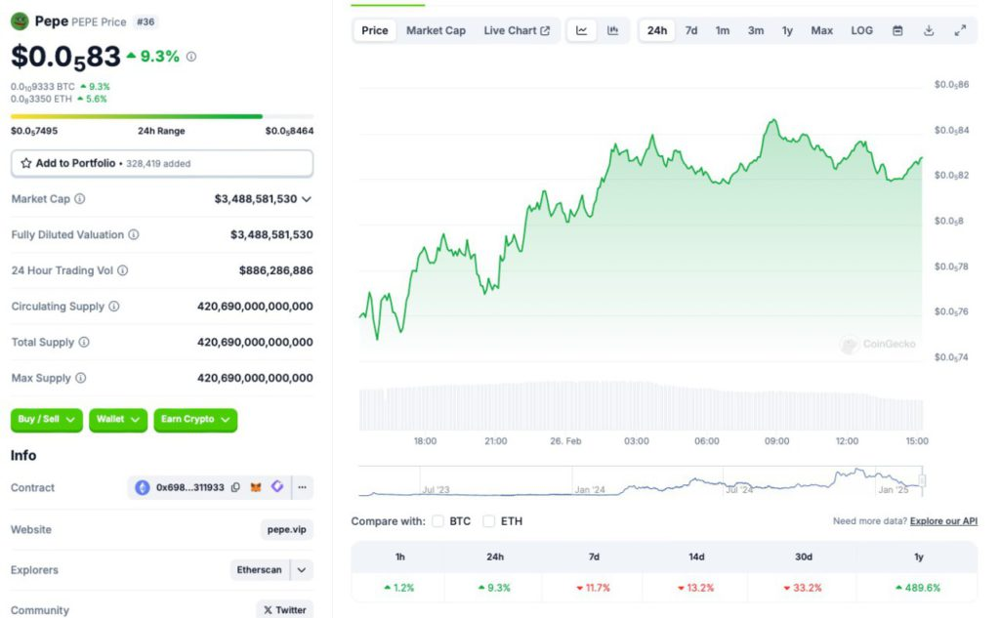 Pepe PEPE Price #36
$0.0₅83 ▲ 9.3%
0.0₁₀9333 BTC ▲ 9.3%
0.0₈3350 ETH ▲ 5.6%
$0.0₅7495 24h Range $0.0₅8464
Add to Portfolio • 328,419 added
Market Cap $3,488,581,530
Fully Diluted Valuation $3,488,581,530
24 Hour Trading Vol $886,286,886
Circulating Supply 420,690,000,000,000
Total Supply 420,690,000,000,000
Max Supply 420,690,000,000,000
Buy / Sell Wallet Earn Crypto
Info
Contract 0x698...311933
Website pepe.vip
Explorers Etherscan
Community X Twitter
Price Market Cap Live Chart 24h 7d 1m 3m 1y Max LOG
$0.0₅86
$0.0₅84
$0.0₅82
$0.0₅8
$0.0₅78
$0.0₅76
$0.0₅74
CoinGecko
18:00 21:00 26. Feb 03:00 06:00 09:00 12:00 15:00
Jul '23 Jan '24 Jul '24 Jan '25
Compare with: BTC ETH Need more data? Explore our API
1h 24h 7d 14d 30d 1y
▲ 1.2% ▲ 9.3% ▼ 11.7% ▼ 13.2% ▼ 33.2% ▲ 489.6%